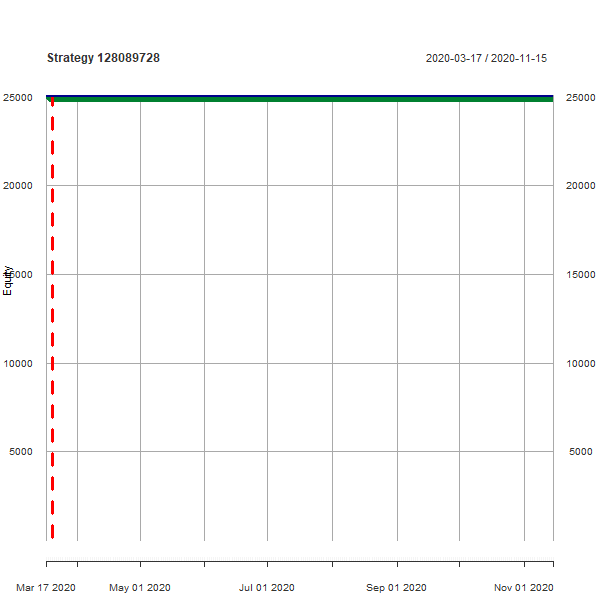 Strategy 128089728
2020-03-17 / 2020-11-15
25000
25000
20000
20000
Equity
15000
15000
10000
10000
5000
5000
Mar 17 2020
May 01 2020
Jul 01 2020
Sep 01 2020
Nov 01 2020